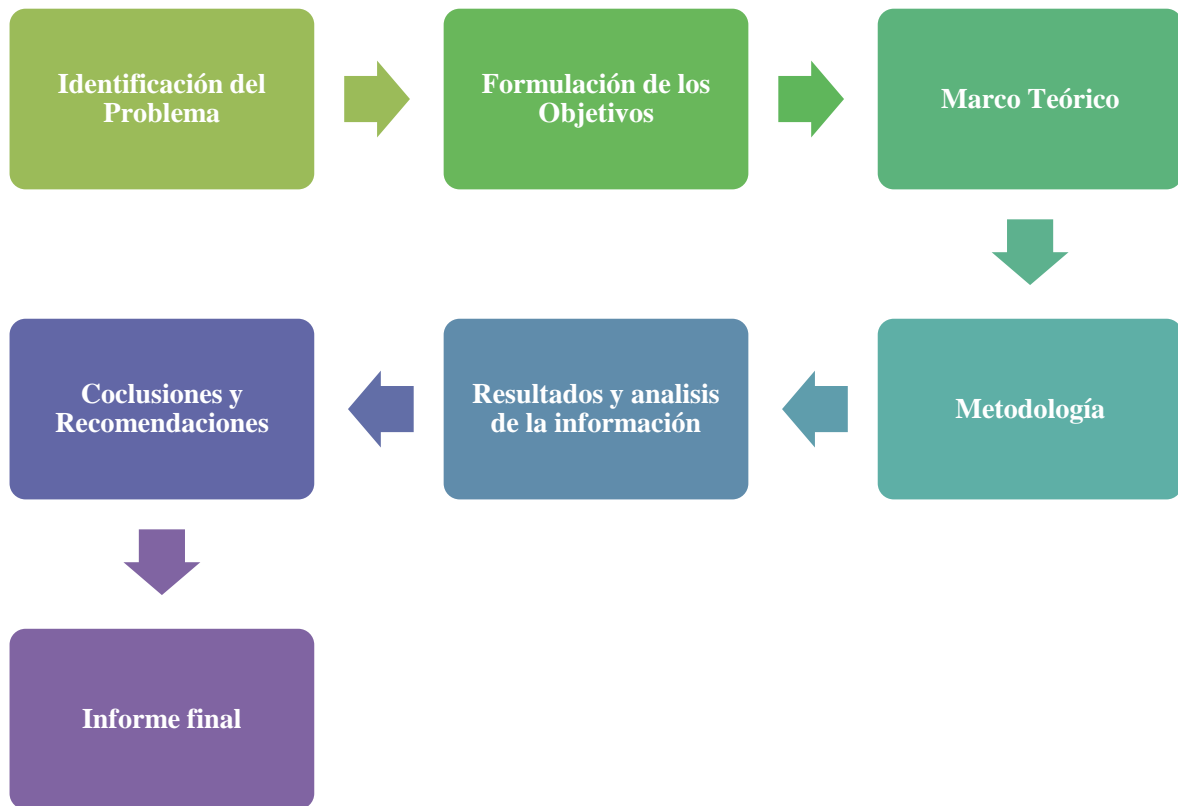 Identificación del
Problema
Formulación de los
Objetivos
Marco Teórico
Metodología
Resultados y analisis
de la información
Coclusiones y
Recomendaciones
Informe final